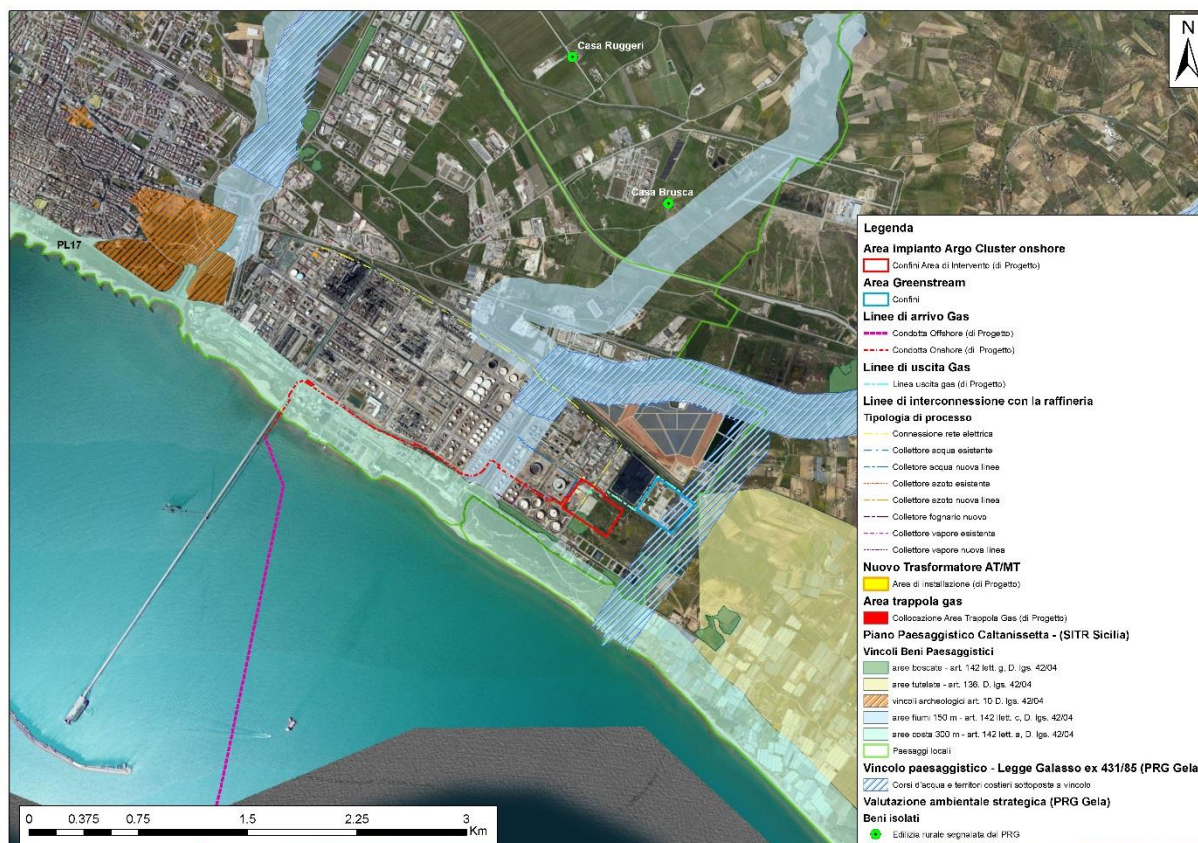 Casa Ruggeri
N
Casa Brusca
PL17
Legenda
Area impianto Argo Cluster onshore
Confini Area di Intervento (di Progetto)
Area Greenstream
Confini
Linee di arrivo Gas
Condotta Offshore (di Progetto)
Condotta Onshore (di Progetto)
Linee di uscita Gas
Linea uscita gas (di Progetto)
Linee di interconnessione con la raffineria
Tipologia di processo
Connessione rete elettrica
Collettore acqua esistente
Colletore acqua nuova linee
Collettore azoto esistente
Collettore azoto nuova linea
Colletore fognario nuovo
Collettore vapore esistente
Collettore vapore nuova linea
Nuovo Trasformatore AT/MT
Area di installazione (di Progetto)
Area trappola gas
Collocazione Area Trappola Gas (di Progetto)
Piano Paesaggistico Caltanissetta - (SITR Sicilia)
Vincoli Beni Paesaggistici
aree boscate - art. 142 lett. g, D. lgs. 42/04
aree tutelate - art. 136. D. lgs. 42/04
vincoli archeologici art. 10 D. lgs. 42/04
aree fiumi 150 m - art. 142 llett. c, D. lgs. 42/04
aree costa 300 m - art. 142 lett. a, D. lgs. 42/04
Paesaggi locali
Vincolo paesaggistico - Legge Galasso ex 431/85 (PRG Gela
Corsi d'acqua e territori costieri sottoposte a vincolo
Valutazione ambientale strategica (PRG Gela)
Beni isolati
Edilizia rurale segnalata dal PRG
0 0.375 0.75 1.5 2.25 3
Km